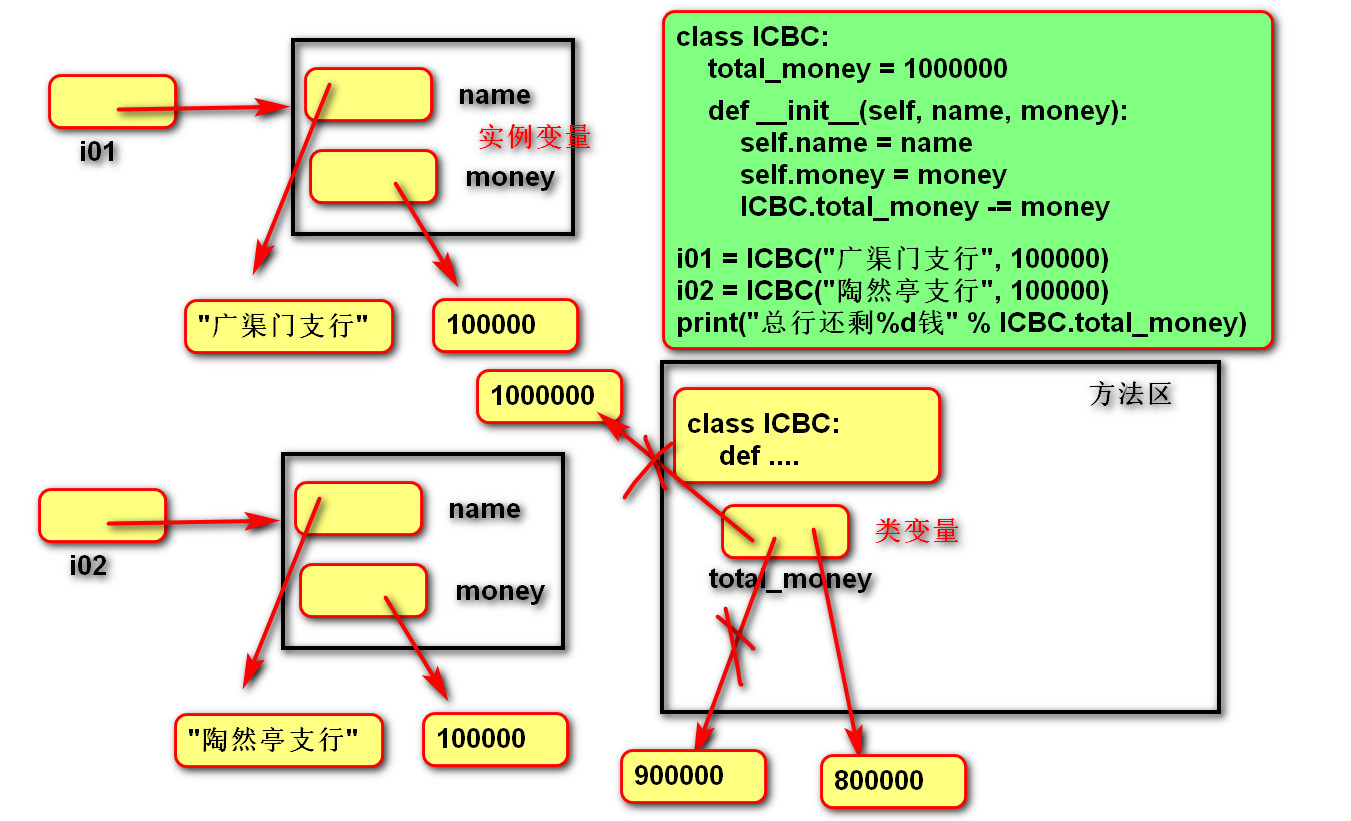 class ICBC:
total_money = 1000000
def __init__(self, name, money):
self.name = name
self.money = money
ICBC.total_money -= money
i01 = ICBC("广渠门支行", 100000)
i02 = ICBC("陶然亭支行", 100000)
print("总行还剩%d钱" % ICBC.total_money)
i01
name
实例变量
money
"广渠门支行"
100000
1000000
方法区
class ICBC:
def ....
类变量
total_money
i02
name
money
"陶然亭支行"
100000
900000
800000